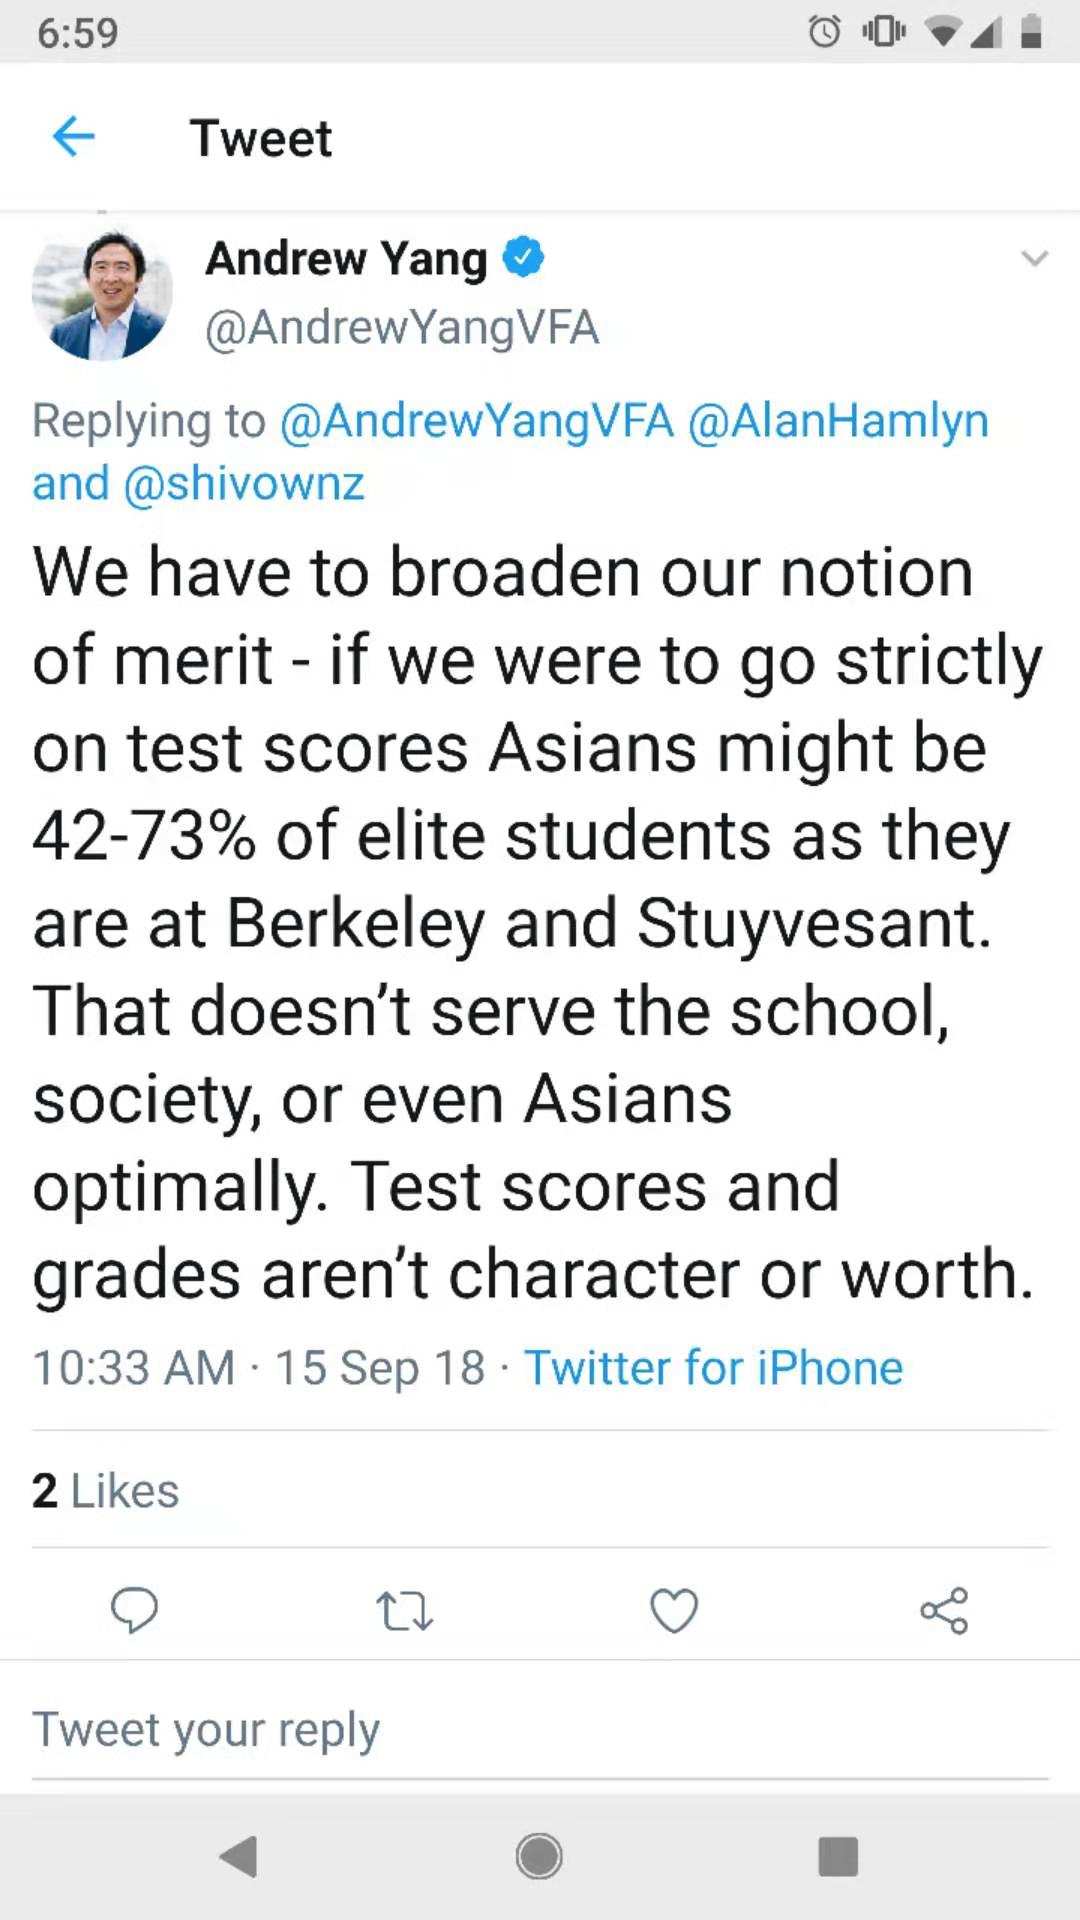 6:59
Tweet
Andrew Yang
@AndrewYangVFA
Replying to @AndrewYangVFA @AlanHamlyn
and @shivownz
We have to broaden our notion
of merit - if we were to go strictly
on test scores Asians might be
42-73% of elite students as they
are at Berkeley and Stuyvesant.
That doesn’t serve the school,
society, or even Asians
optimally. Test scores and
grades aren’t character or worth.
10:33 AM · 15 Sep 18 · Twitter for iPhone
2 Likes
Tweet your reply